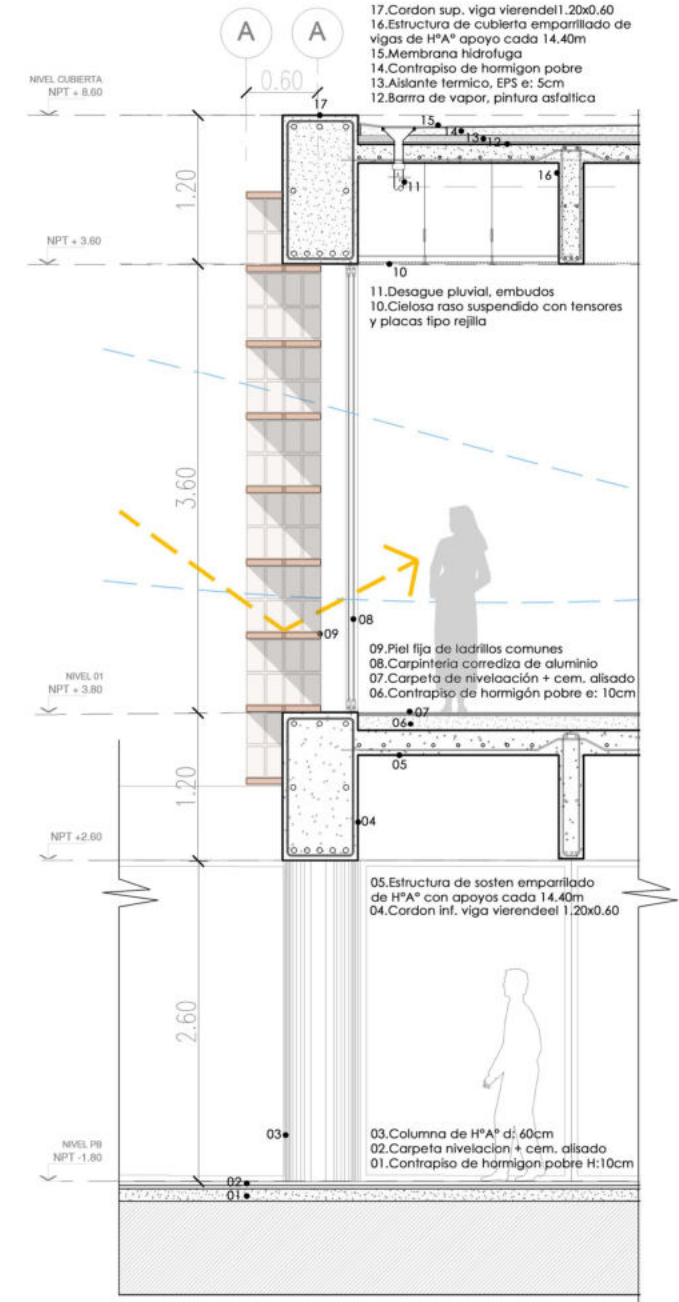 17.Cordon sup. viga vierendel1.20x0.60
16.Estructura de cubierta emparrillado de
vigas de HºAº apoyo cada 14.40m
15.Membrana hidrofuga
14.Contrapiso de hormigon pobre
13.Aislante termico, EPS e: 5cm
12.Barrra de vapor, pintura asfaltica
A
A
0.60
NIVEL CUBIERTA
NPT + 8.60
17
15
14
13
12
16
11
1.20
NPT + 3.60
10
11.Desague pluvial, embudos
10.Cielosa raso suspendido con tensores
y placas tipo rejilla
3.60
08
09
09.Piel fija de ladrillos comunes
08.Carpinteria corrediza de aluminio
07.Carpeta de nivelaación + cem. alisado
06.Contrapiso de hormigón pobre e: 10cm
NIVEL 01
NPT + 3.80
07
06
05
1.20
04
NPT +2.60
05.Estructura de sosten emparrilado
de HºAº con apoyos cada 14.40m
04.Cordon inf. viga vierendeel 1.20x0.60
2.60
03
03.Columna de HºAº d: 60cm
02.Carpeta nivelacion + cem. alisado
01.Contrapiso de hormigon pobre H:10cm
NIVEL PB
NPT -1.80
02
01